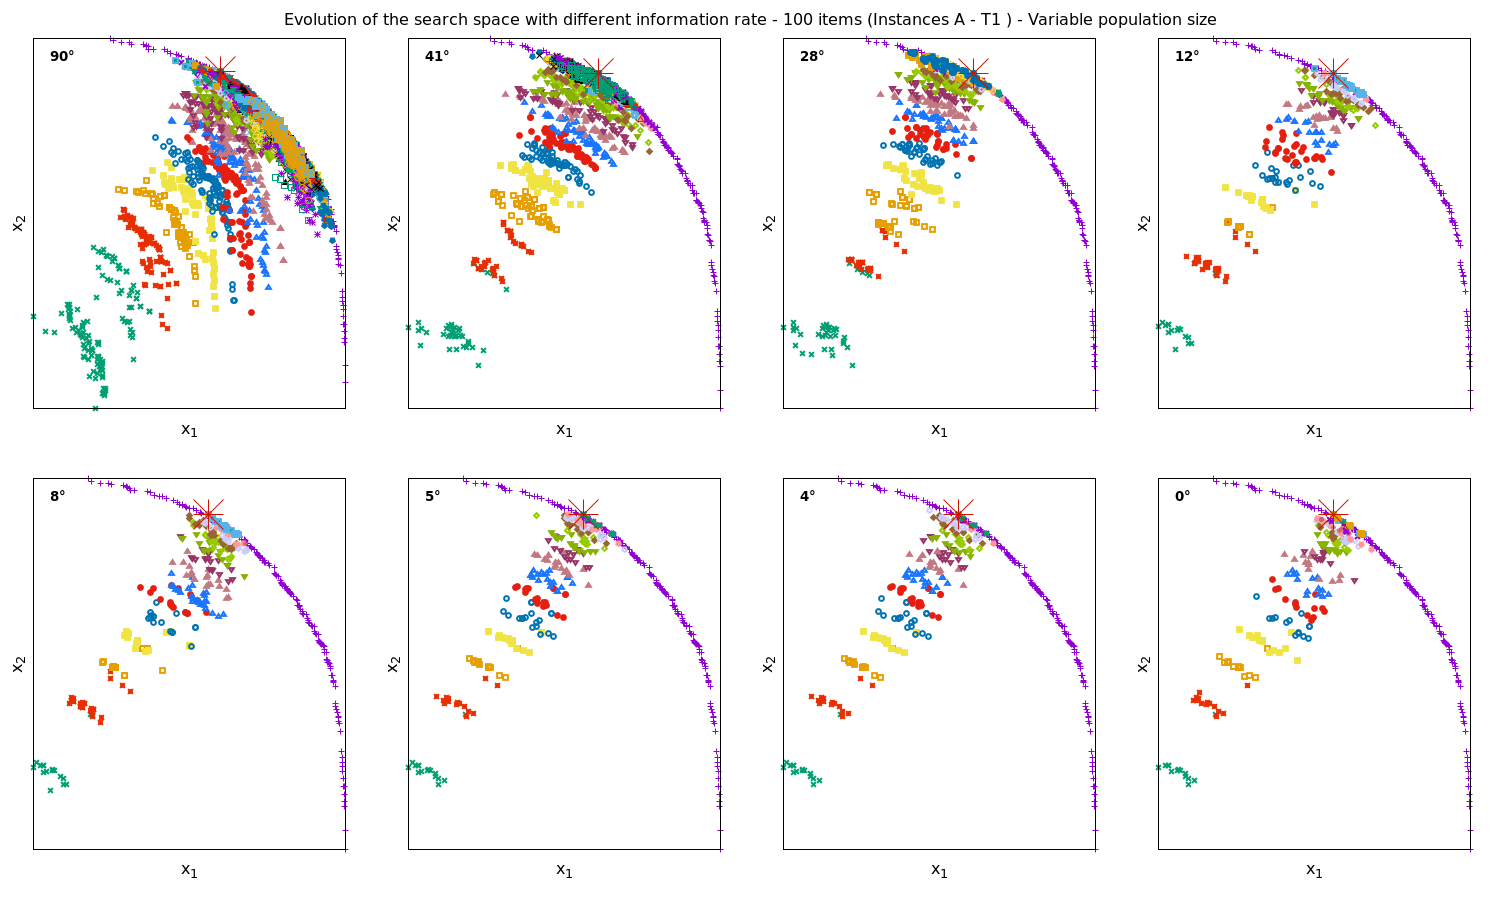 Evolution of the search space with different information rate - 100 items (Instances A - T1 ) - Variable population size
90°
41°
28°
12°
x₂
x₂
x₂
x₂
x₁
x₁
x₁
x₁
8°
5°
4°
0°
x₂
x₂
x₂
x₂
x₁
x₁
x₁
x₁